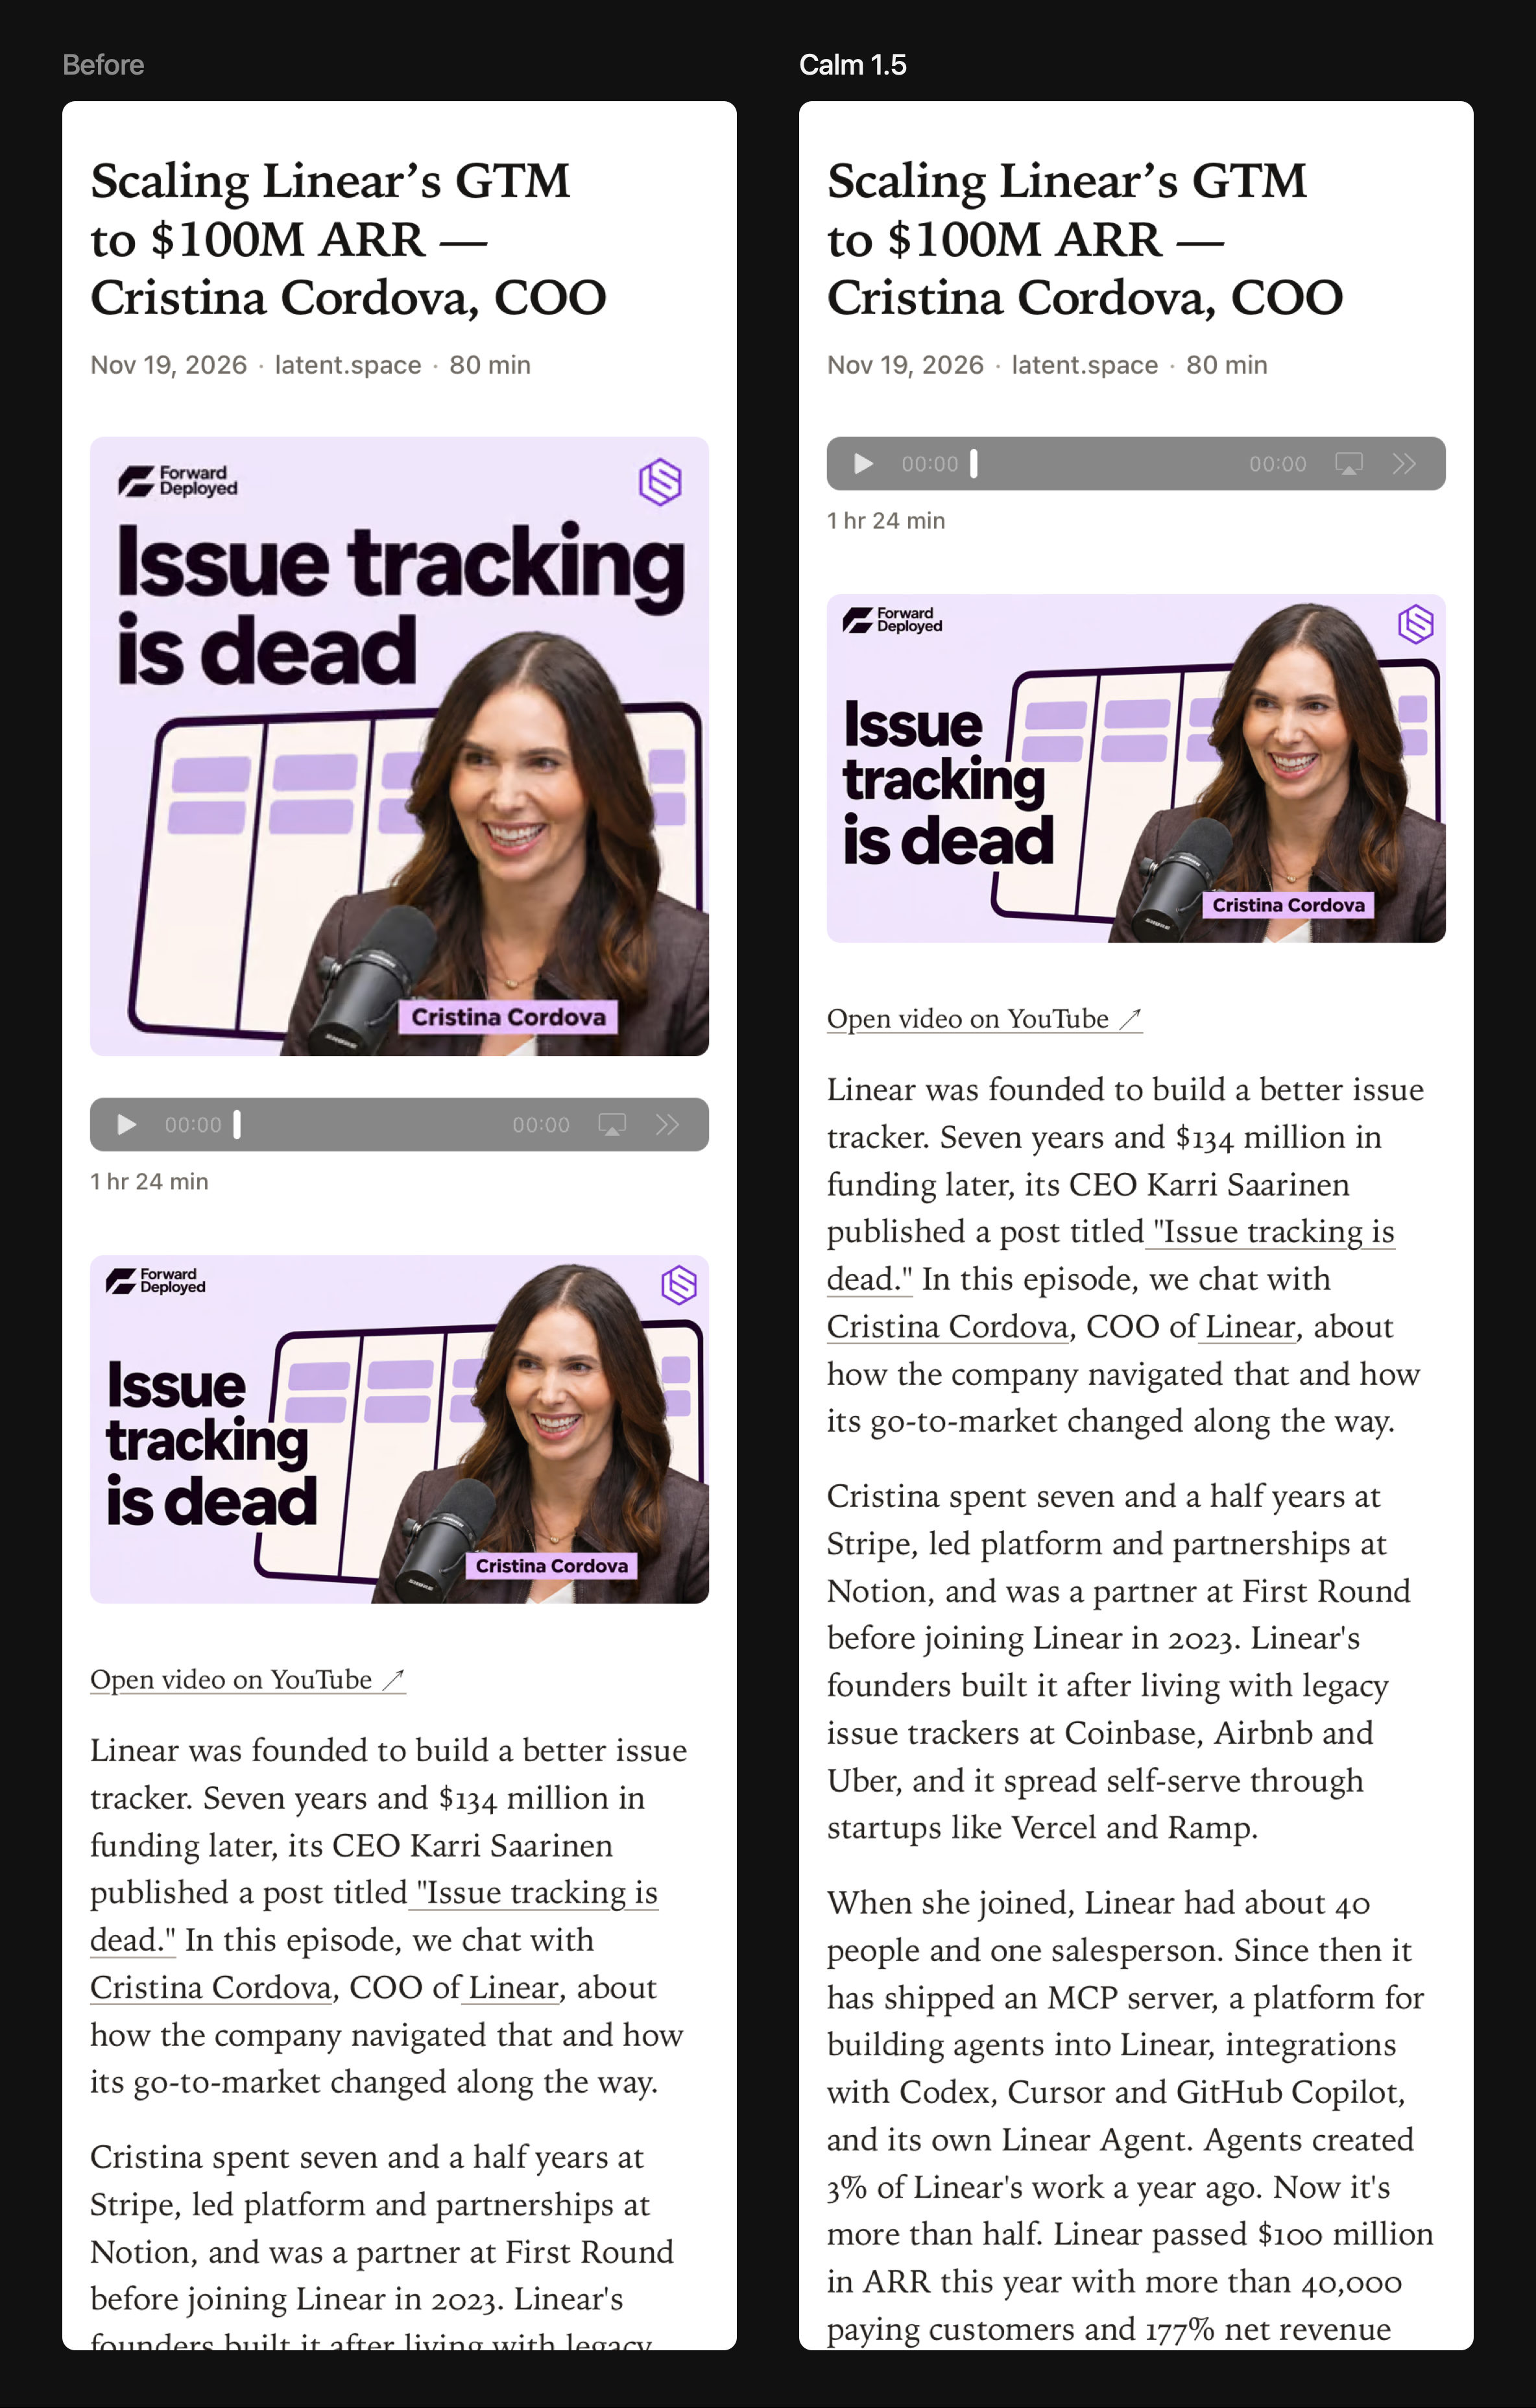 Before
Scaling Linear’s GTM
to $100M ARR —
Cristina Cordova, COO
Nov 19, 2026 · latent.space · 80 min
Forward
Deployed
Issue tracking
is dead
SHURE
Cristina Cordova
00:00
00:00
1 hr 24 min
Forward
Deployed
Issue
tracking
is dead
SHURE
Cristina Cordova
Open video on YouTube ↗
Linear was founded to build a better issue
tracker. Seven years and $134 million in
funding later, its CEO Karri Saarinen
published a post titled "Issue tracking is
dead." In this episode, we chat with
Cristina Cordova, COO of Linear, about
how the company navigated that and how
its go-to-market changed along the way.
Cristina spent seven and a half years at
Stripe, led platform and partnerships at
Notion, and was a partner at First Round
before joining Linear in 2023. Linear's
founders built it after living with legacy
Calm 1.5
Scaling Linear’s GTM
to $100M ARR —
Cristina Cordova, COO
Nov 19, 2026 · latent.space · 80 min
00:00
00:00
1 hr 24 min
Forward
Deployed
Issue
tracking
is dead
SHURE
Cristina Cordova
Open video on YouTube ↗
Linear was founded to build a better issue
tracker. Seven years and $134 million in
funding later, its CEO Karri Saarinen
published a post titled "Issue tracking is
dead." In this episode, we chat with
Cristina Cordova, COO of Linear, about
how the company navigated that and how
its go-to-market changed along the way.
Cristina spent seven and a half years at
Stripe, led platform and partnerships at
Notion, and was a partner at First Round
before joining Linear in 2023. Linear's
founders built it after living with legacy
issue trackers at Coinbase, Airbnb and
Uber, and it spread self-serve through
startups like Vercel and Ramp.
When she joined, Linear had about 40
people and one salesperson. Since then it
has shipped an MCP server, a platform for
building agents into Linear, integrations
with Codex, Cursor and GitHub Copilot,
and its own Linear Agent. Agents created
3% of Linear's work a year ago. Now it's
more than half. Linear passed $100 million
in ARR this year with more than 40,000
paying customers and 177% net revenue